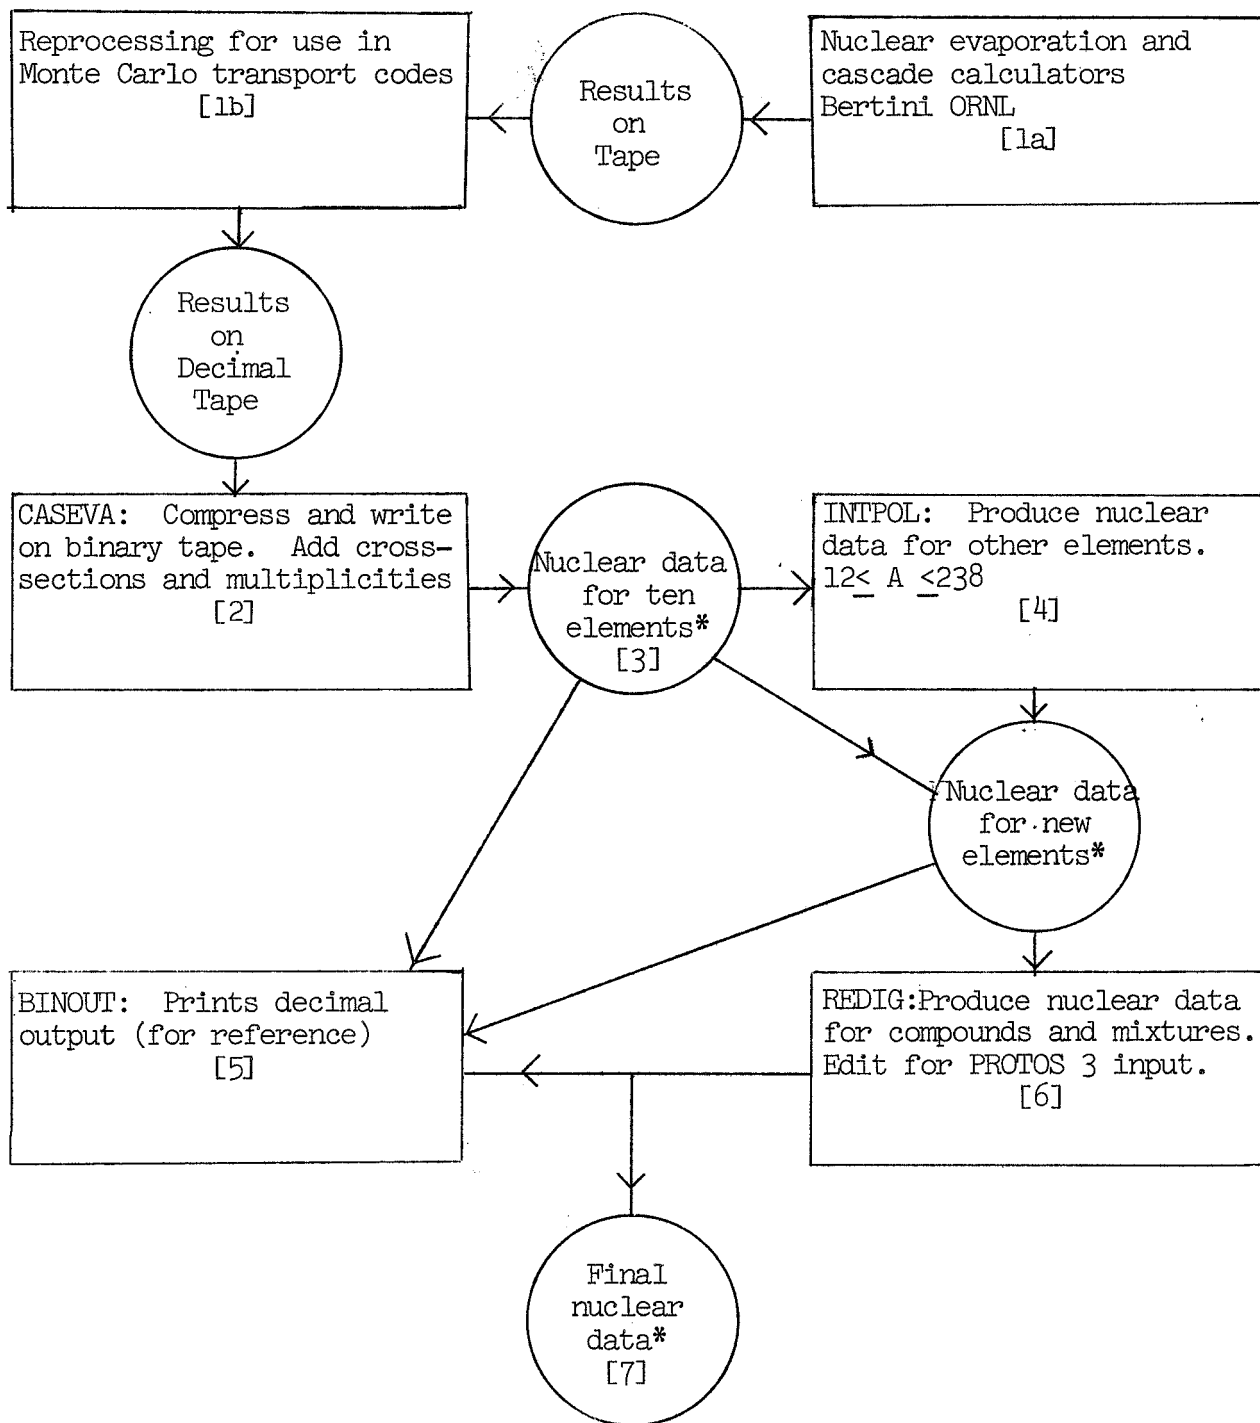 Reprocessing for use in
Monte Carlo transport codes
[1b]
Results
on
Tape
Nuclear evaporation and
cascade calculators
Bertini ORNL
[1a]
Results
on
Decimal
Tape
CASEVA: Compress and write
on binary tape. Add cross-
sections and multiplicities
[2]
Nuclear data
for ten
elements*
[3]
INTPOL: Produce nuclear
data for other elements.
12≤ A ≤238
[4]
Nuclear data
for new
elements*
BINOUT: Prints decimal
output (for reference)
[5]
REDIG:Produce nuclear data
for compounds and mixtures.
Edit for PROTOS 3 input.
[6]
Final
nuclear
data*
[7]